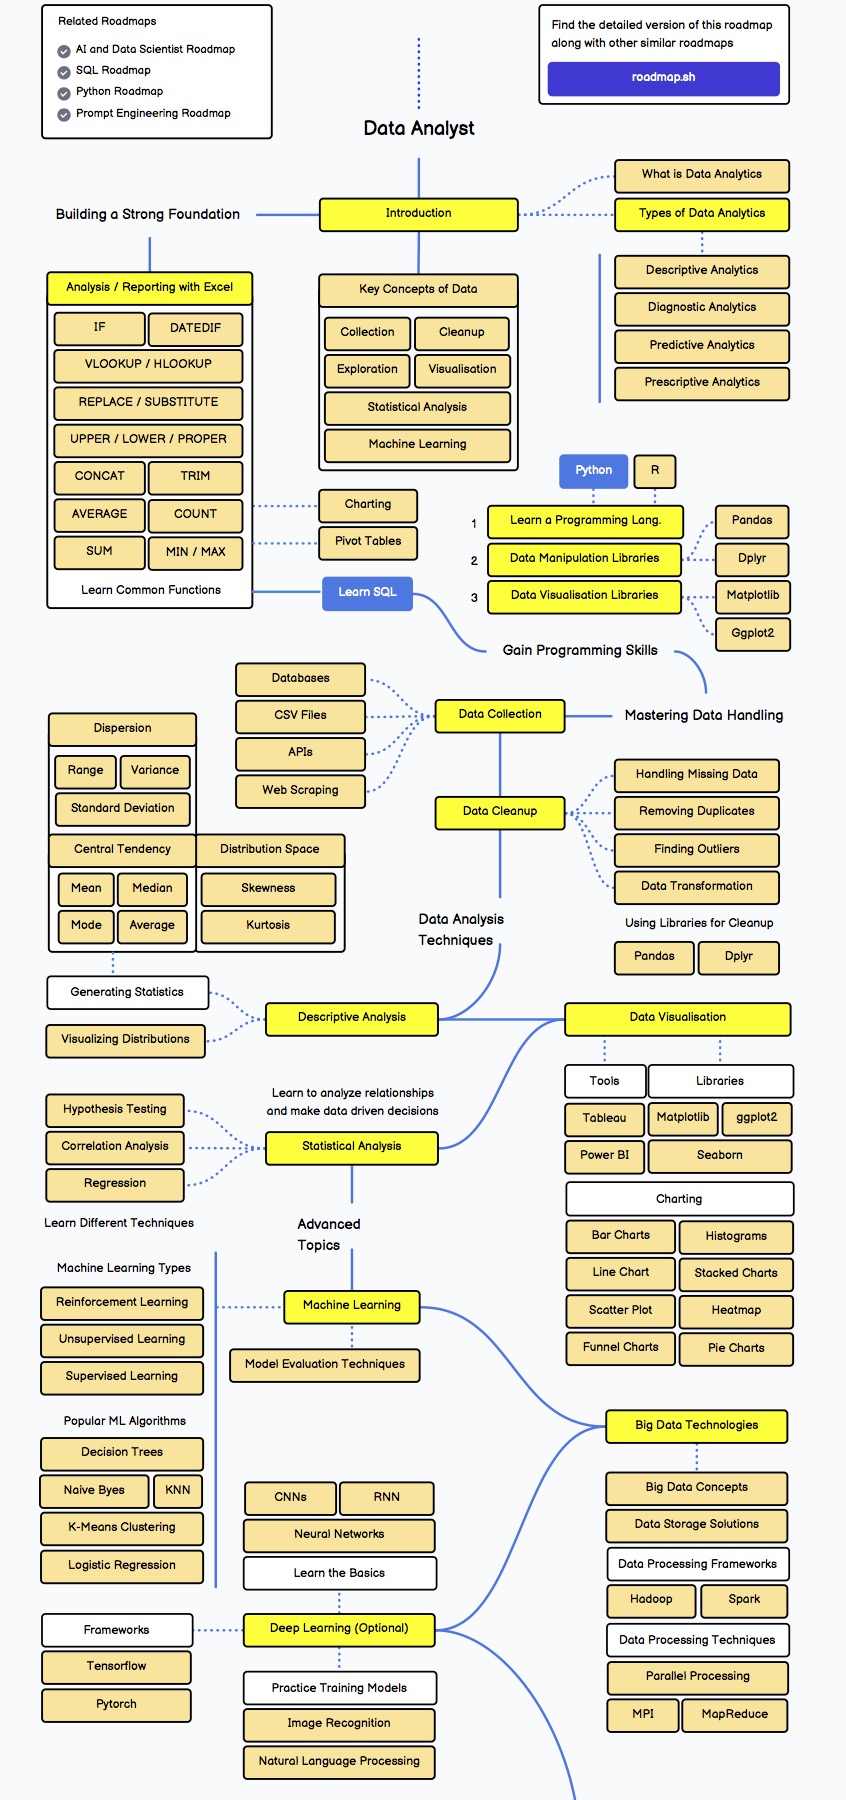 Related Roadmaps
AI and Data Scientist Roadmap
SQL Roadmap
Python Roadmap
Prompt Engineering Roadmap
Find the detailed version of this roadmap
along with other similar roadmaps
roadmap.sh
Data Analyst
Building a Strong Foundation
Introduction
What is Data Analytics
Types of Data Analytics
Descriptive Analytics
Diagnostic Analytics
Predictive Analytics
Prescriptive Analytics
Analysis / Reporting with Excel
IF
DATEDIF
VLOOKUP / HLOOKUP
REPLACE / SUBSTITUTE
UPPER / LOWER / PROPER
CONCAT
TRIM
AVERAGE
COUNT
SUM
MIN / MAX
Learn Common Functions
Key Concepts of Data
Collection
Cleanup
Exploration
Visualisation
Statistical Analysis
Machine Learning
Charting
Pivot Tables
Learn SQL
Python
R
1
Learn a Programming Lang.
2
Data Manipulation Libraries
3
Data Visualisation Libraries
Pandas
Dplyr
Matplotlib
Ggplot2
Gain Programming Skills
Mastering Data Handling
Data Collection
Databases
CSV Files
APIs
Web Scraping
Data Cleanup
Handling Missing Data
Removing Duplicates
Finding Outliers
Data Transformation
Using Libraries for Cleanup
Pandas
Dplyr
Dispersion
Range
Variance
Standard Deviation
Central Tendency
Mean
Median
Mode
Average
Distribution Space
Skewness
Kurtosis
Data Analysis
Techniques
Generating Statistics
Visualizing Distributions
Descriptive Analysis
Data Visualisation
Tools
Libraries
Tableau
Matplotlib
ggplot2
Power BI
Seaborn
Charting
Bar Charts
Histograms
Line Chart
Stacked Charts
Scatter Plot
Heatmap
Funnel Charts
Pie Charts
Learn to analyze relationships
and make data driven decisions
Statistical Analysis
Hypothesis Testing
Correlation Analysis
Regression
Learn Different Techniques
Advanced
Topics
Machine Learning
Model Evaluation Techniques
Machine Learning Types
Reinforcement Learning
Unsupervised Learning
Supervised Learning
Popular ML Algorithms
Decision Trees
Naive Byes
KNN
K-Means Clustering
Logistic Regression
Big Data Technologies
Big Data Concepts
Data Storage Solutions
Data Processing Frameworks
Hadoop
Spark
Data Processing Techniques
Parallel Processing
MPI
MapReduce
CNNs
RNN
Neural Networks
Learn the Basics
Deep Learning (Optional)
Frameworks
Tensorflow
Pytorch
Practice Training Models
Image Recognition
Natural Language Processing